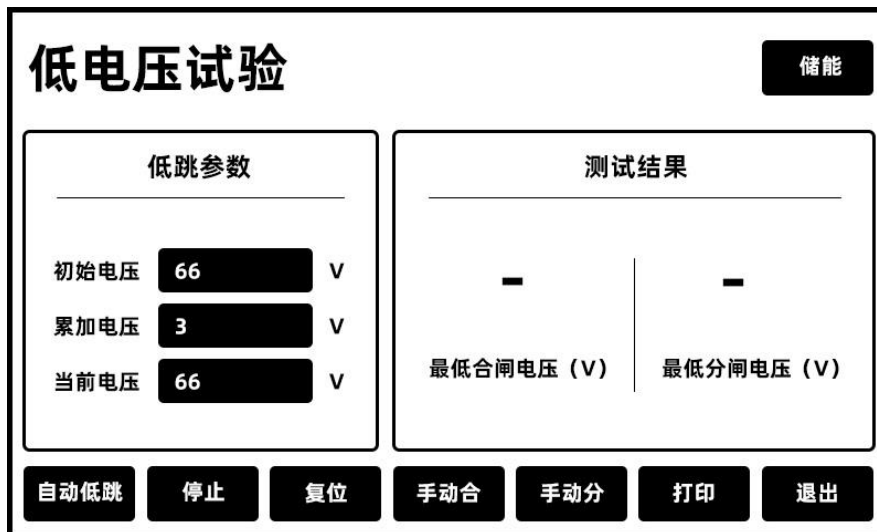 低电压试验
储能
低跳参数
初始电压 66 V
累加电压 3 V
当前电压 66 V
测试结果
- -
最低合闸电压（V） 最低分闸电压（V）
自动低跳 停止 复位 手动合 手动分 打印 退出